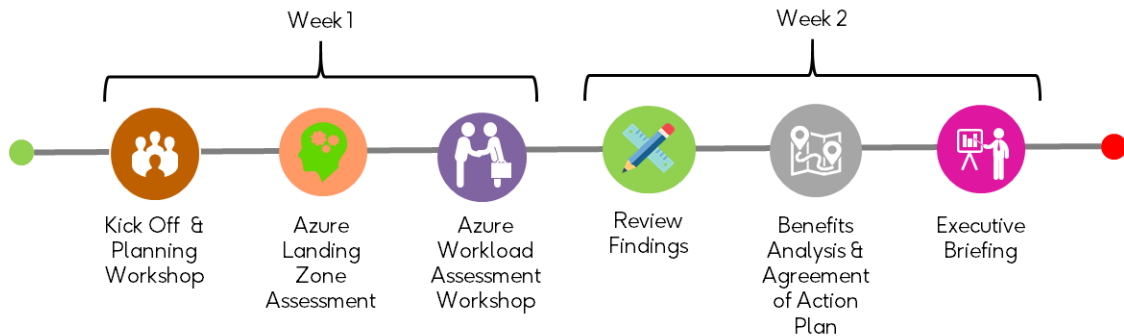 Week 1
Week 2
Kick Off &
Planning
Workshop
Azure
Landing
Zone
Assessment
Azure
Workload
Assessment
Workshop
Review
Findings
Benefits
Analysis &
Agreement
of Action
Plan
Executive
Briefing